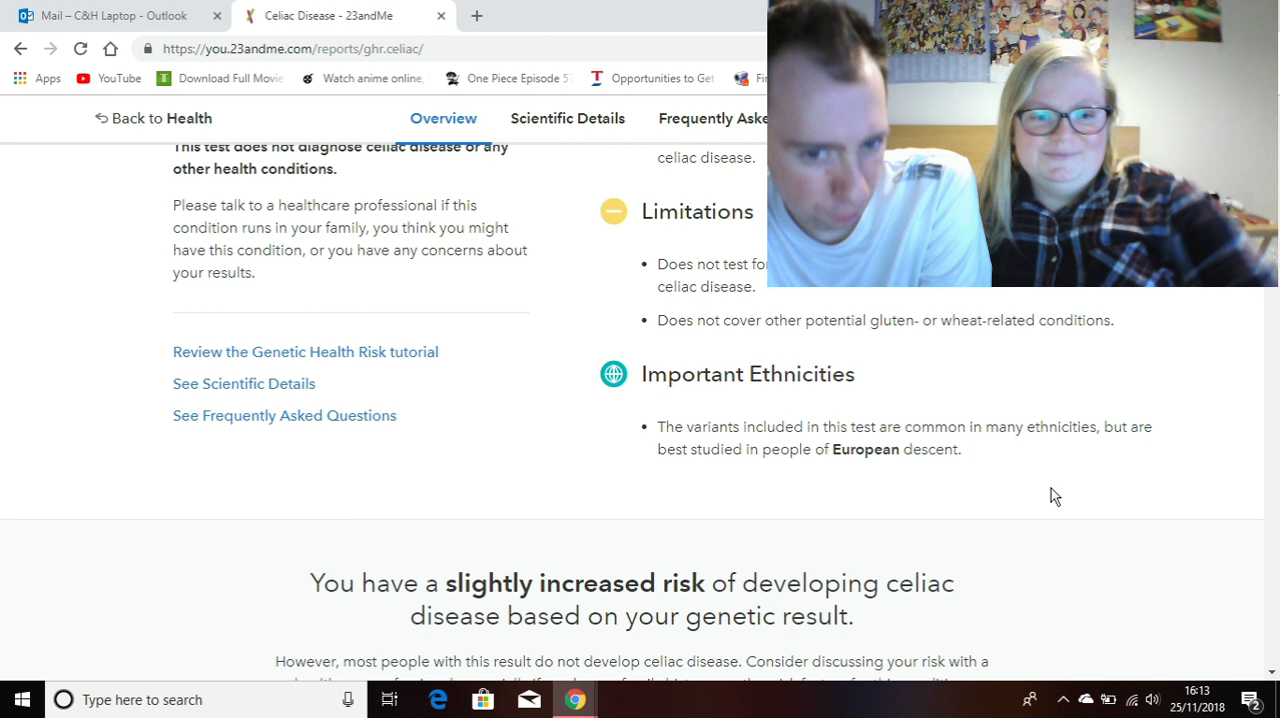 Mail – C&H Laptop - Outlook
Celiac Disease - 23andMe
https://you.23andme.com/reports/ghr.celiac/
Apps
YouTube
Download Full Movie
Watch anime online,
One Piece Episode 57
Opportunities to Get
Back to Health
Overview
Scientific Details
Frequently Aske
This test does not diagnose celiac disease or any
other health conditions.
Please talk to a healthcare professional if this
condition runs in your family, you think you might
have this condition, or you have any concerns about
your results.
Review the Genetic Health Risk tutorial
See Scientific Details
See Frequently Asked Questions
celiac disease.
Limitations
• Does not test for
celiac disease.
• Does not cover other potential gluten- or wheat-related conditions.
Important Ethnicities
• The variants included in this test are common in many ethnicities, but are
best studied in people of European descent.
You have a slightly increased risk of developing celiac
disease based on your genetic result.
However, most people with this result do not develop celiac disease. Consider discussing your risk with a
Type here to search
16:13
25/11/2018
2